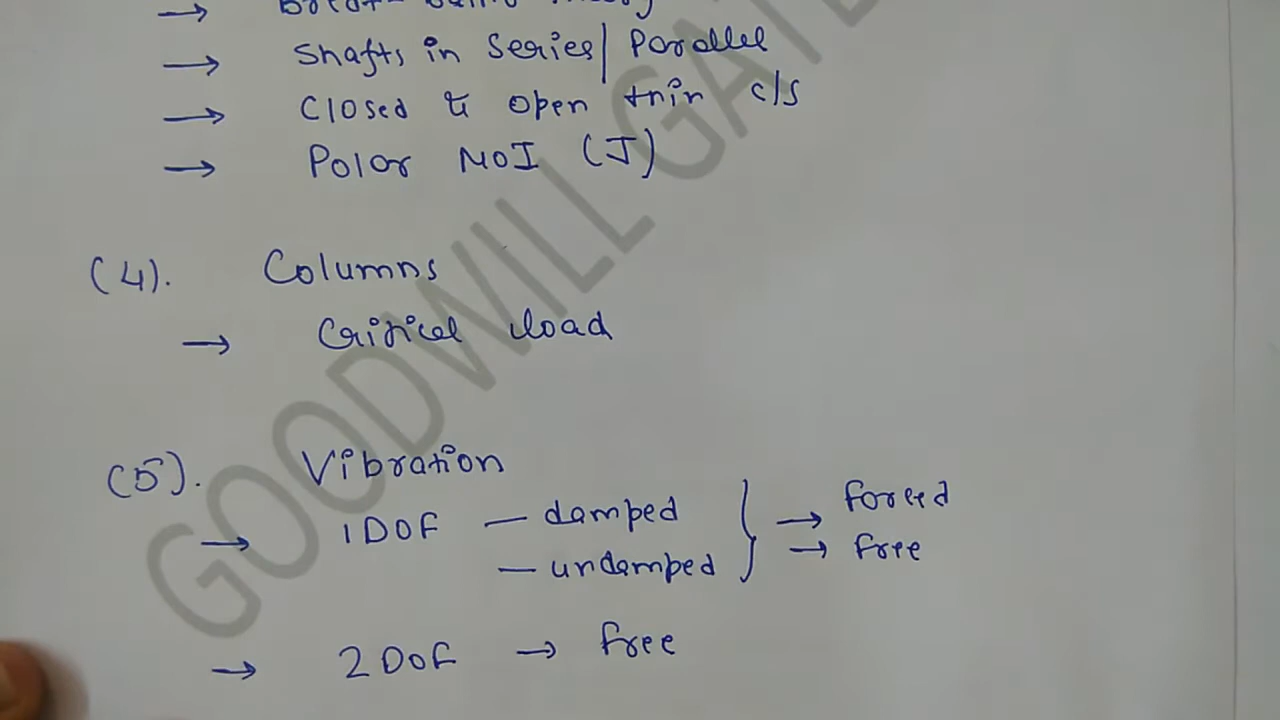 → Shafts in Series/ Parallel
→ Closed & open thin c/s
→ Polar MOI (J)
(4). Columns
→ Critical load
(5). Vibration
→ 1DOF — damped } → forced
— undamped → free
→ 2DOF → free
GOODWILL GATE